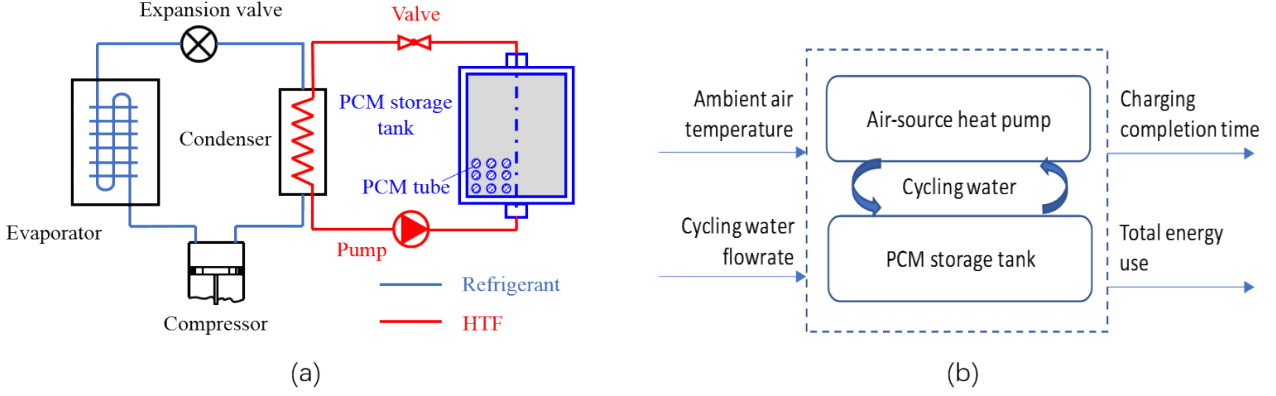 Expansion valve
Valve
PCM storage
tank
Condenser
PCM tube
Evaporator
Pump
Refrigerant
Compressor
HTF
(a)
Ambient air
temperature
Air-source heat pump
Charging
completion time
Cycling water
Cycling water
flowrate
PCM storage tank
Total energy
use
(b)